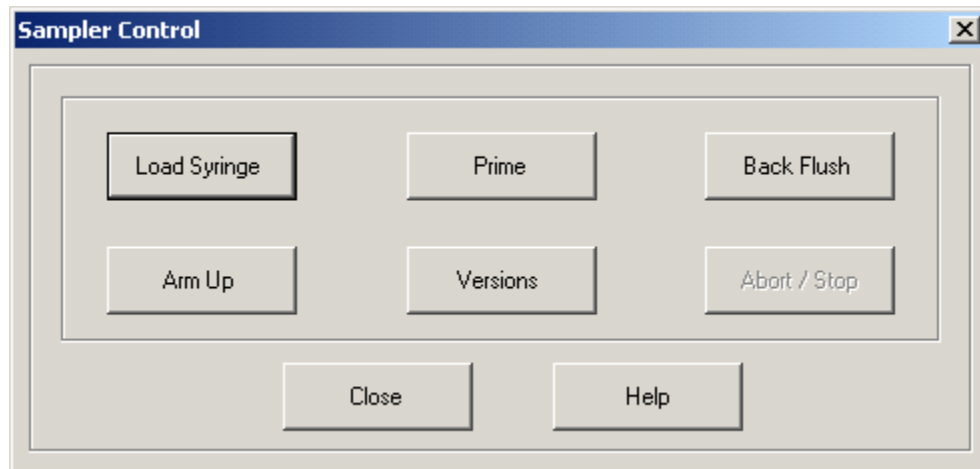 Sampler Control
Load Syringe
Prime
Back Flush
Arm Up
Versions
Abort / Stop
Close
Help